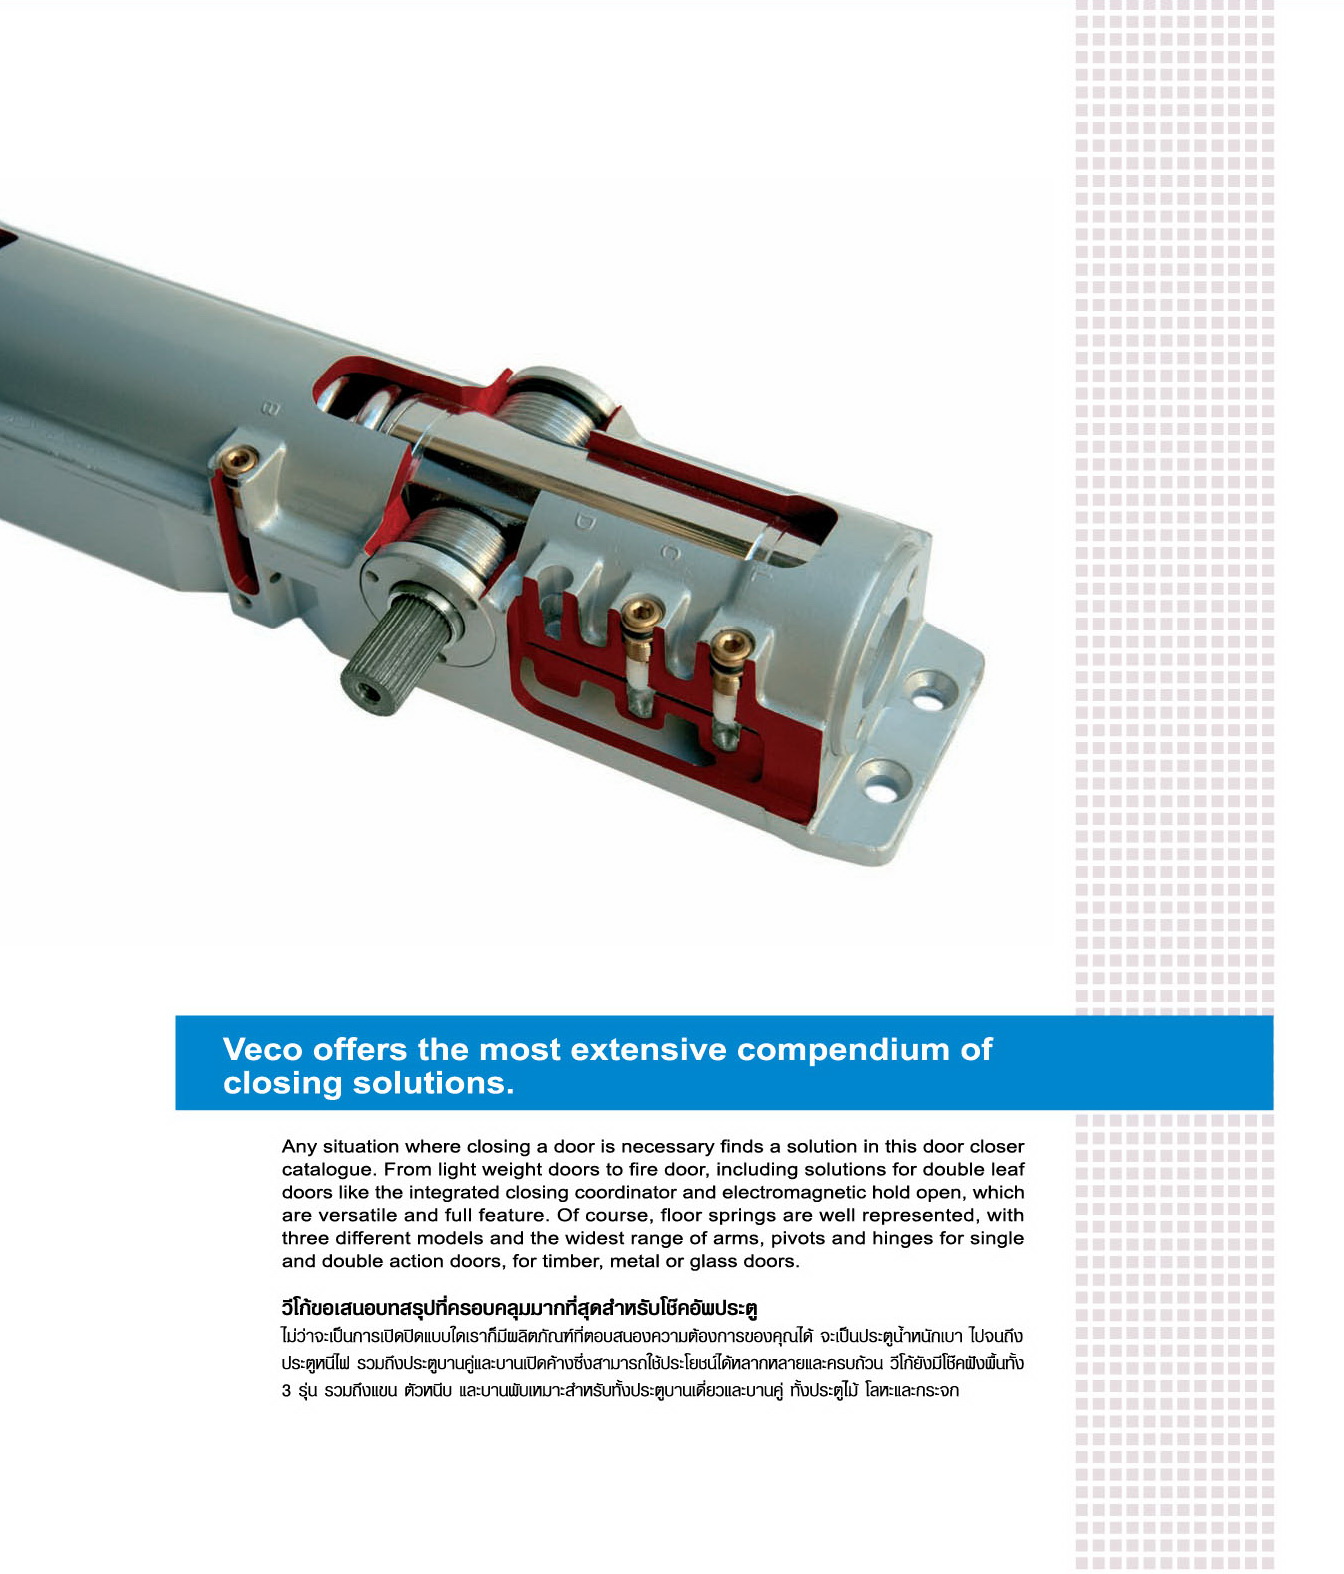 B
D
C
L
Veco offers the most extensive compendium of
closing solutions.
Any situation where closing a door is necessary finds a solution in this door closer
catalogue. From light weight doors to fire door, including solutions for double leaf
doors like the integrated closing coordinator and electromagnetic hold open, which
are versatile and full feature. Of course, floor springs are well represented, with
three different models and the widest range of arms, pivots and hinges for single
and double action doors, for timber, metal or glass doors.
วีโก้ขอเสนอบทสรุปที่ครอบคลุมมากที่สุดสำหรับโช๊คอัพประตู
ไม่ว่าจะเป็นการเปิดปิดแบบใดเราก็มีผลิตภัณฑ์ที่ตอบสนองความต้องการของคุณได้ จะเป็นประตูน้ำหนักเบา ไปจนถึง
ประตูหนีไฟ รวมถึงประตูบานคู่และบานเปิดค้างซึ่งสามารถใช้ประโยชน์ได้หลากหลายและครบถ้วน วีโก้ยังมีโช๊คฝังพื้นทั้ง
3 รุ่น รวมถึงแขน ตัวหนีบ และบานพับเหมาะสำหรับทั้งประตูบานเดี่ยวและบานคู่ ทั้งประตูไม้ โลหะและกระจก